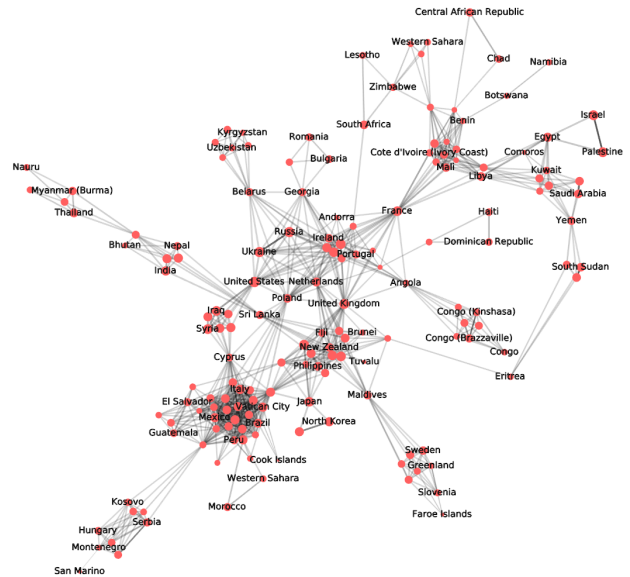 Central African Republic
Western Sahara
Lesotho
Chad
Namibia
Zimbabwe
Botswana
Israel
South Africa
Benin
Kyrgyzstan
Romania
Egypt
Uzbekistan
Cote d'Ivoire (Ivory Coast)
Comoros
Palestine
Bulgaria
Nauru
Mali
Kuwait
Libya
Myanmar (Burma)
Belarus
Georgia
Saudi Arabia
Thailand
Andorra
France
Haiti
Yemen
Russia
Ireland
Bhutan
Nepal
Ukraine
Portugal
Dominican Republic
India
South Sudan
United States
Netherlands
Angola
Poland
United Kingdom
Iraq
Sri Lanka
Congo (Kinshasa)
Syria
Fiji
Brunei
Congo (Brazzaville)
New Zealand
Congo
Cyprus
Philippines
Tuvalu
Eritrea
Italy
Maldives
El Salvador
Japan
Vatican City
Mexico
Brazil
North Korea
Guatemala
Peru
Sweden
Cook Islands
Greenland
Western Sahara
Slovenia
Kosovo
Morocco
Faroe Islands
Serbia
Hungary
Montenegro
San Marino